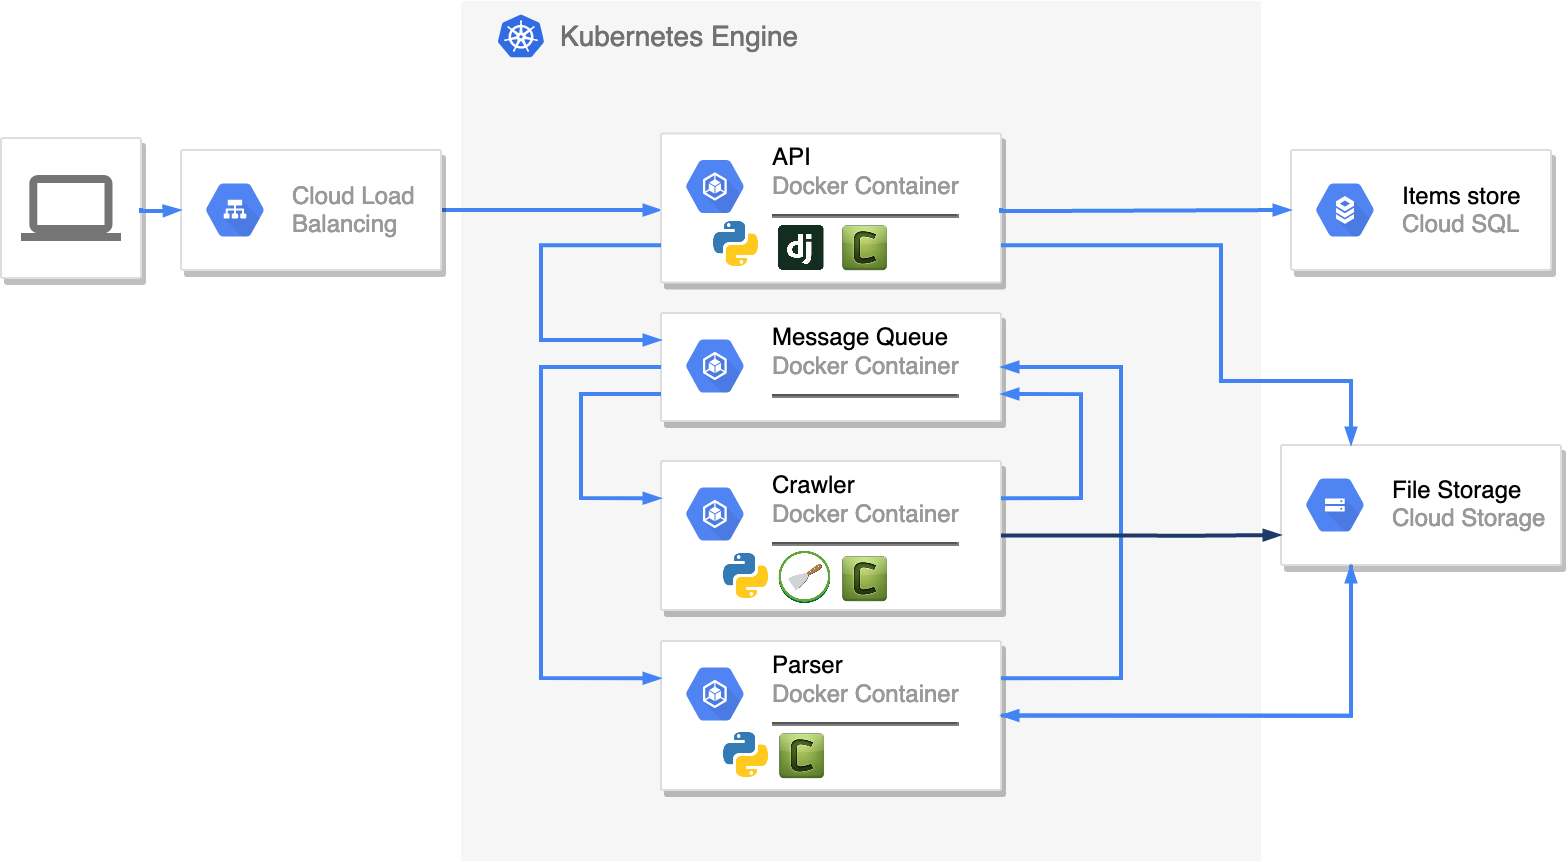 Kubernetes Engine
Cloud Load
Balancing
API
Docker Container
dj
C
Message Queue
Docker Container
Crawler
Docker Container
C
Parser
Docker Container
C
Items store
Cloud SQL
File Storage
Cloud Storage